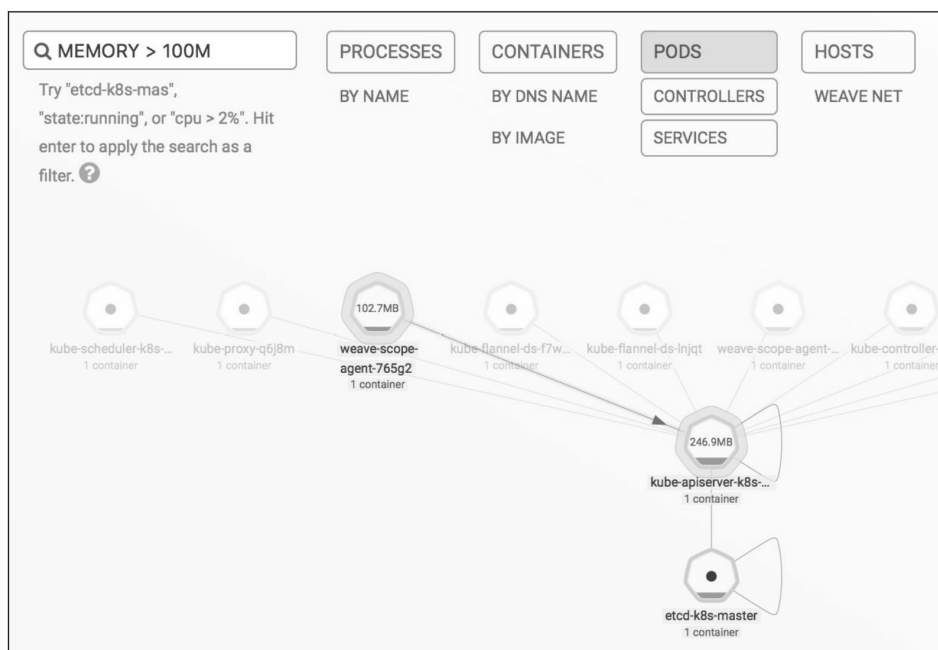 MEMORY > 100M
PROCESSES
CONTAINERS
PODS
HOSTS
Try "etcd-k8s-mas",
"state:running", or "cpu > 2%". Hit
enter to apply the search as a
filter. ?
BY NAME
BY DNS NAME
CONTROLLERS
WEAVE NET
BY IMAGE
SERVICES
102.7MB
kube-scheduler-k8s-...
1 container
kube-proxy-q6j8m
1 container
weave-scope-
agent-765g2
1 container
kube-flannel-ds-f7w...
1 container
kube-flannel-ds-lnjqt
1 container
weave-scope-agent-...
1 container
kube-controller-
1 container
246.9MB
kube-apiserver-k8s-...
1 container
etcd-k8s-master
1 container